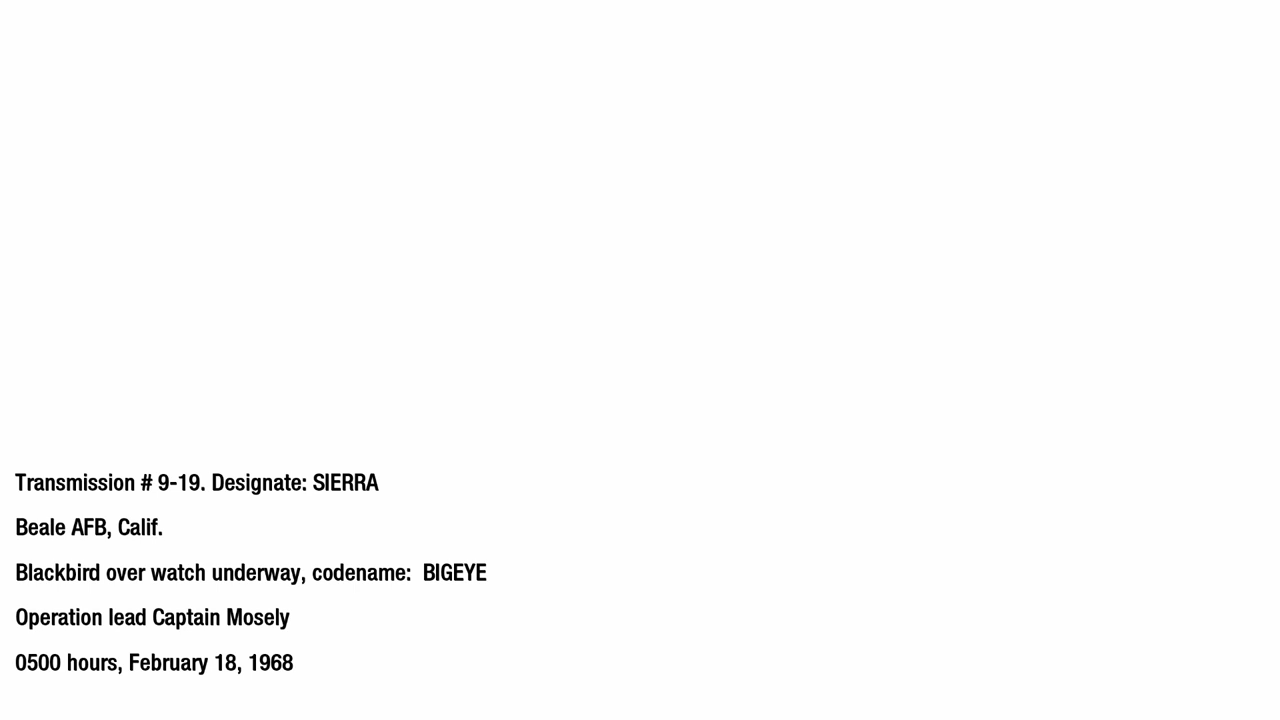 Transmission # 9-19. Designate: SIERRA
Beale AFB, Calif.
Blackbird over watch underway, codename:  BIGEYE
Operation lead Captain Mosely
0500 hours, February 18, 1968